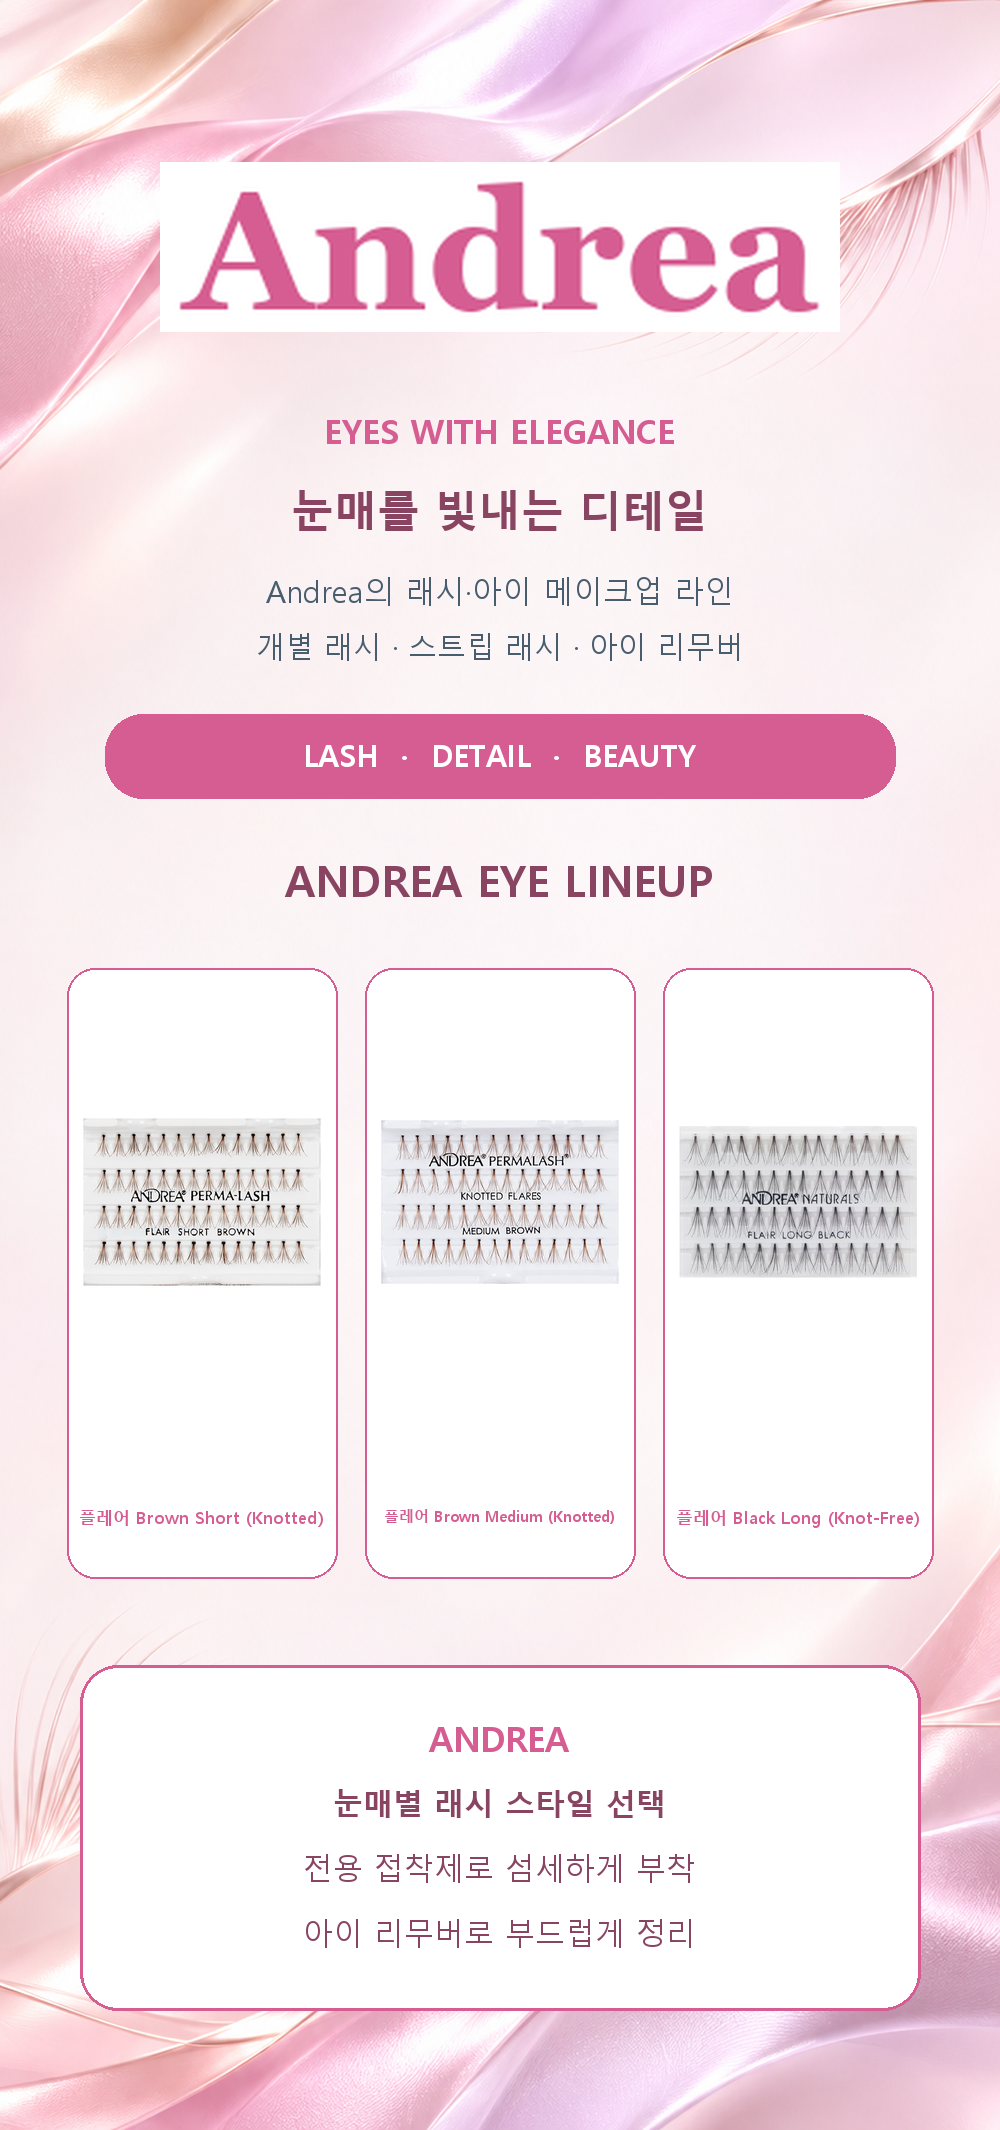 Andrea
EYES WITH ELEGANCE
눈매를 빛내는 디테일
Andrea의 래시·아이 메이크업 라인
개별 래시 · 스트립 래시 · 아이 리무버
LASH · DETAIL · BEAUTY
ANDREA EYE LINEUP
ANDREA® PERMA-LASH
FLAIR SHORT BROWN
플레어 Brown Short (Knotted)
ANDREA® PERMALASH®
KNOTTED FLARES
MEDIUM BROWN
플레어 Brown Medium (Knotted)
ANDREA® NATURALS
FLAIR LONG BLACK
플레어 Black Long (Knot-Free)
ANDREA
눈매별 래시 스타일 선택
전용 접착제로 섬세하게 부착
아이 리무버로 부드럽게 정리